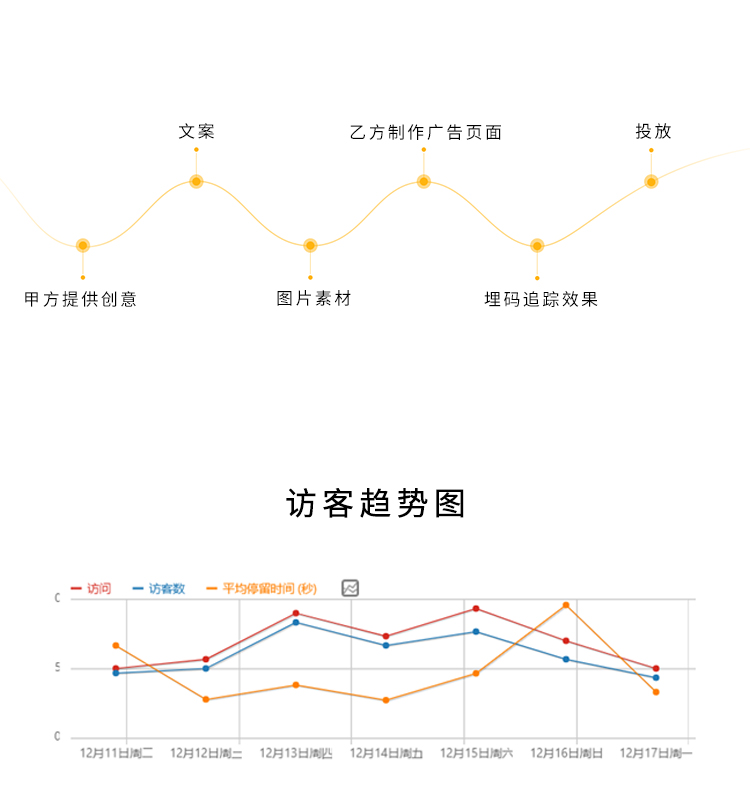 文案
乙方制作广告页面
投放
甲方提供创意
图片素材
埋码追踪效果
访客趋势图
访问
访客数
平均停留时间 (秒)
0
5
0
12月11日周二
12月12日周三
12月13日周四
12月14日周五
12月15日周六
12月16日周日
12月17日周一